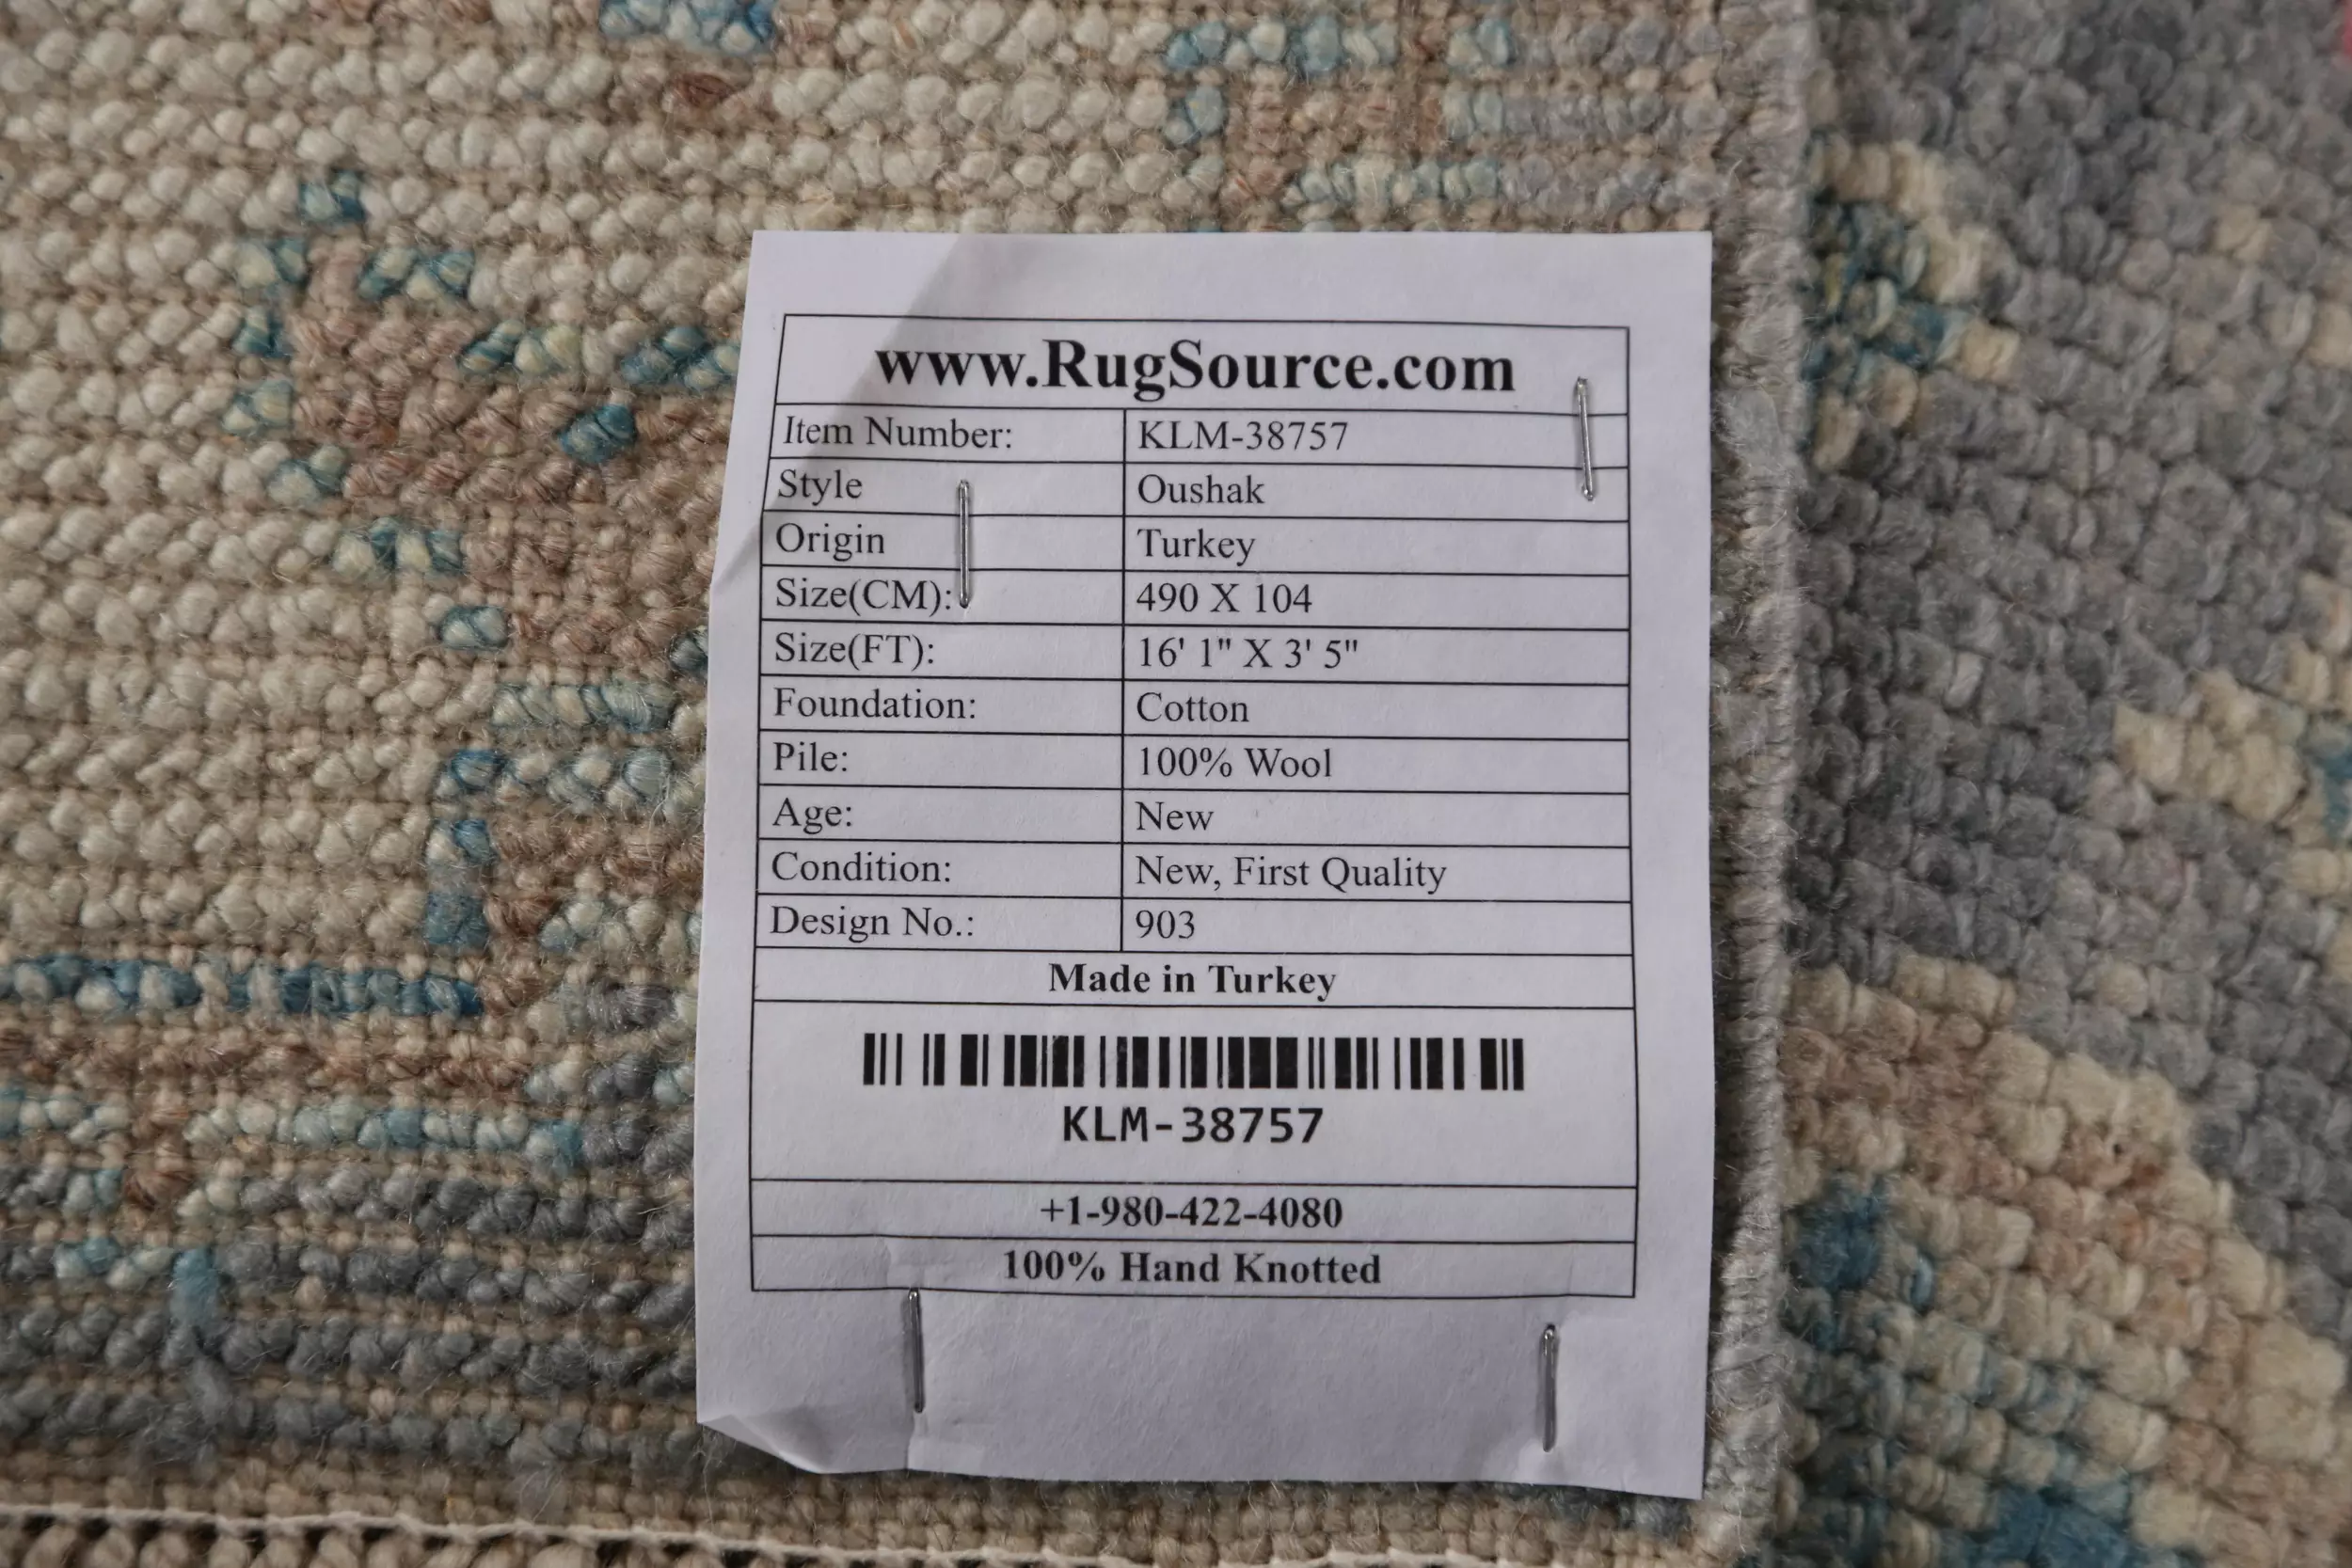 www.RugSource.com
Item Number: KLM-38757
Style Oushak
Origin Turkey
Size(CM): 490 X 104
Size(FT): 16' 1" X 3' 5"
Foundation: Cotton
Pile: 100% Wool
Age: New
Condition: New, First Quality
Design No.: 903
Made in Turkey
KLM-38757
+1-980-422-4080
100% Hand Knotted